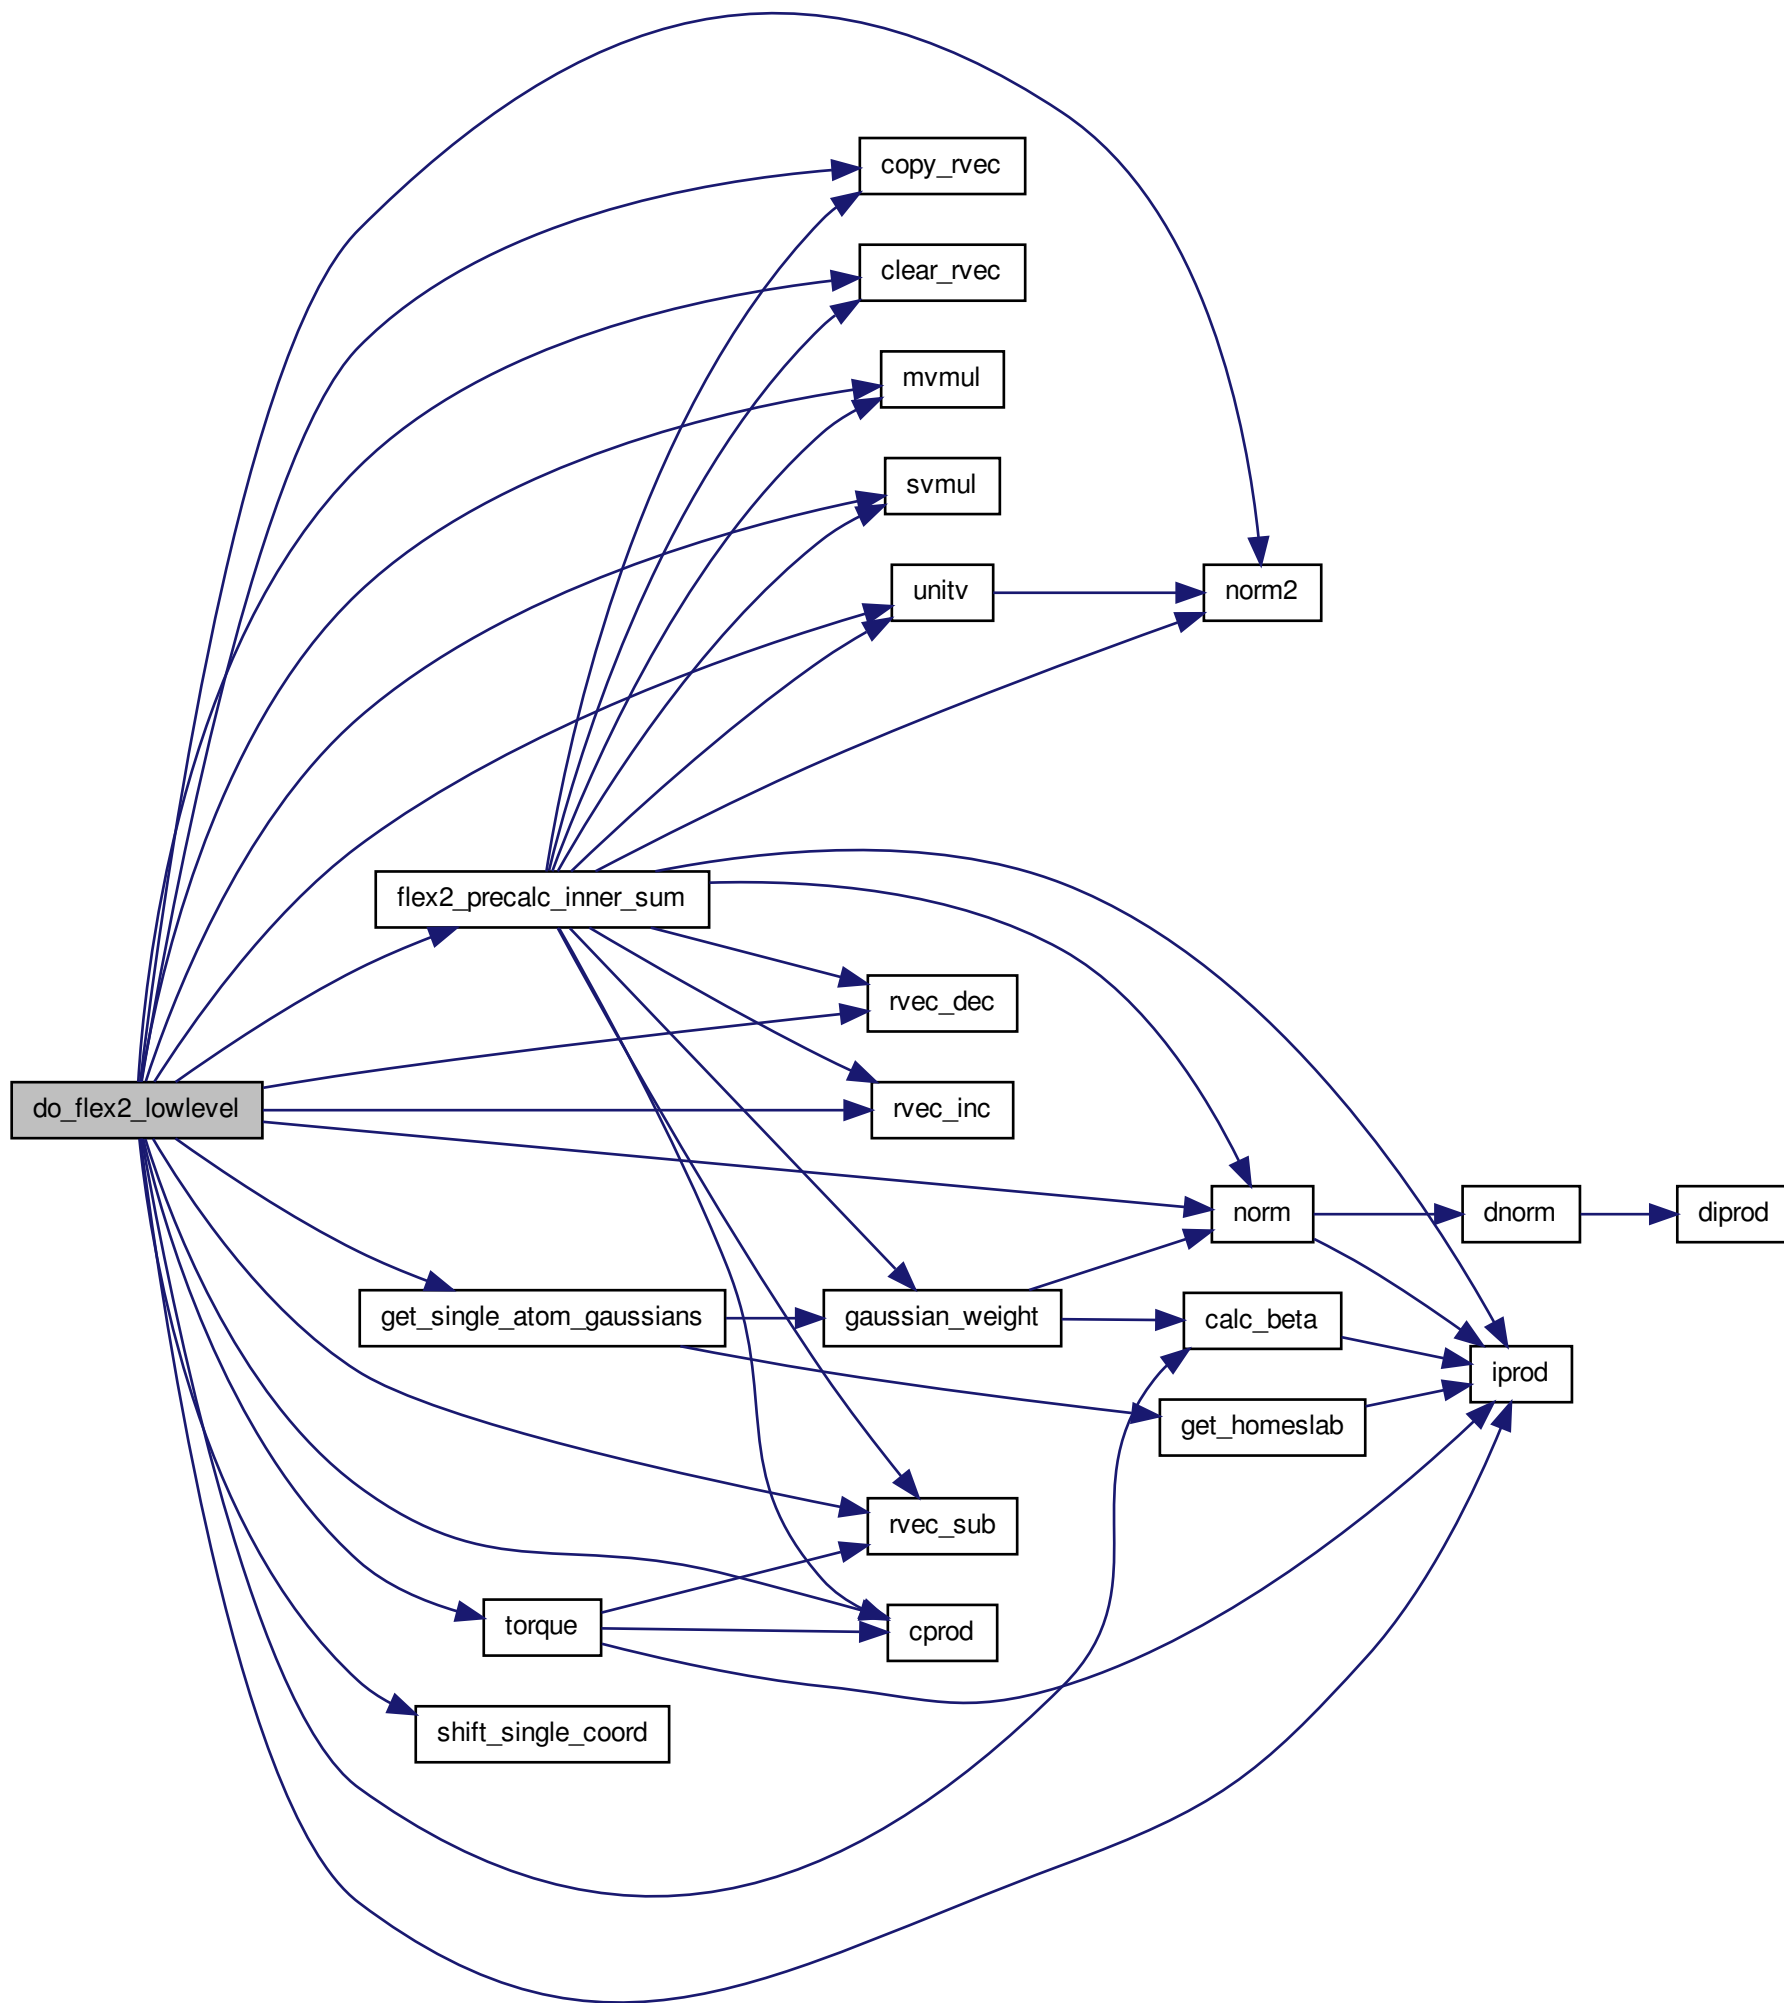 copy_rvec
clear_rvec
mvmul
svmul
unitv
norm2
flex2_precalc_inner_sum
rvec_dec
do_flex2_lowlevel
rvec_inc
norm
dnorm
diprod
get_single_atom_gaussians
gaussian_weight
calc_beta
iprod
get_homeslab
rvec_sub
torque
cprod
shift_single_coord